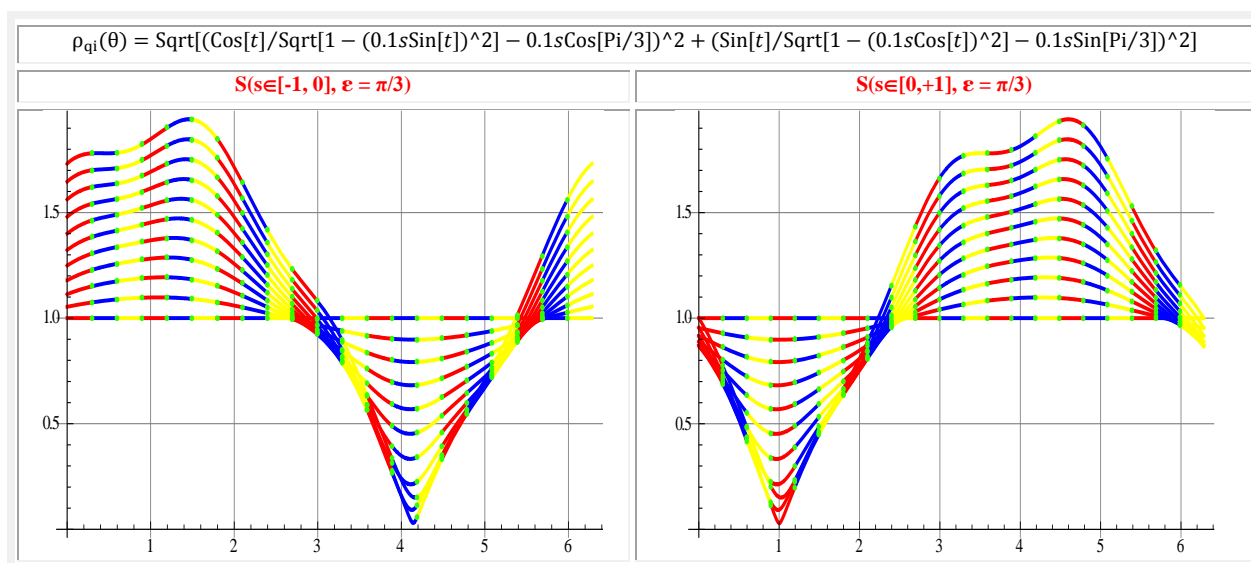 ρqi(θ) = Sqrt[(Cos[t]/Sqrt[1 − (0.1sSin[t])^2] − 0.1sCos[Pi/3])^2 + (Sin[t]/Sqrt[1 − (0.1sCos[t])^2] − 0.1sSin[Pi/3])^2]
S(s∈[-1, 0], ε = π/3)
S(s∈[0,+1], ε = π/3)
1.5
1.0
0.5
1 2 3 4 5 6
1.5
1.0
0.5
1 2 3 4 5 6